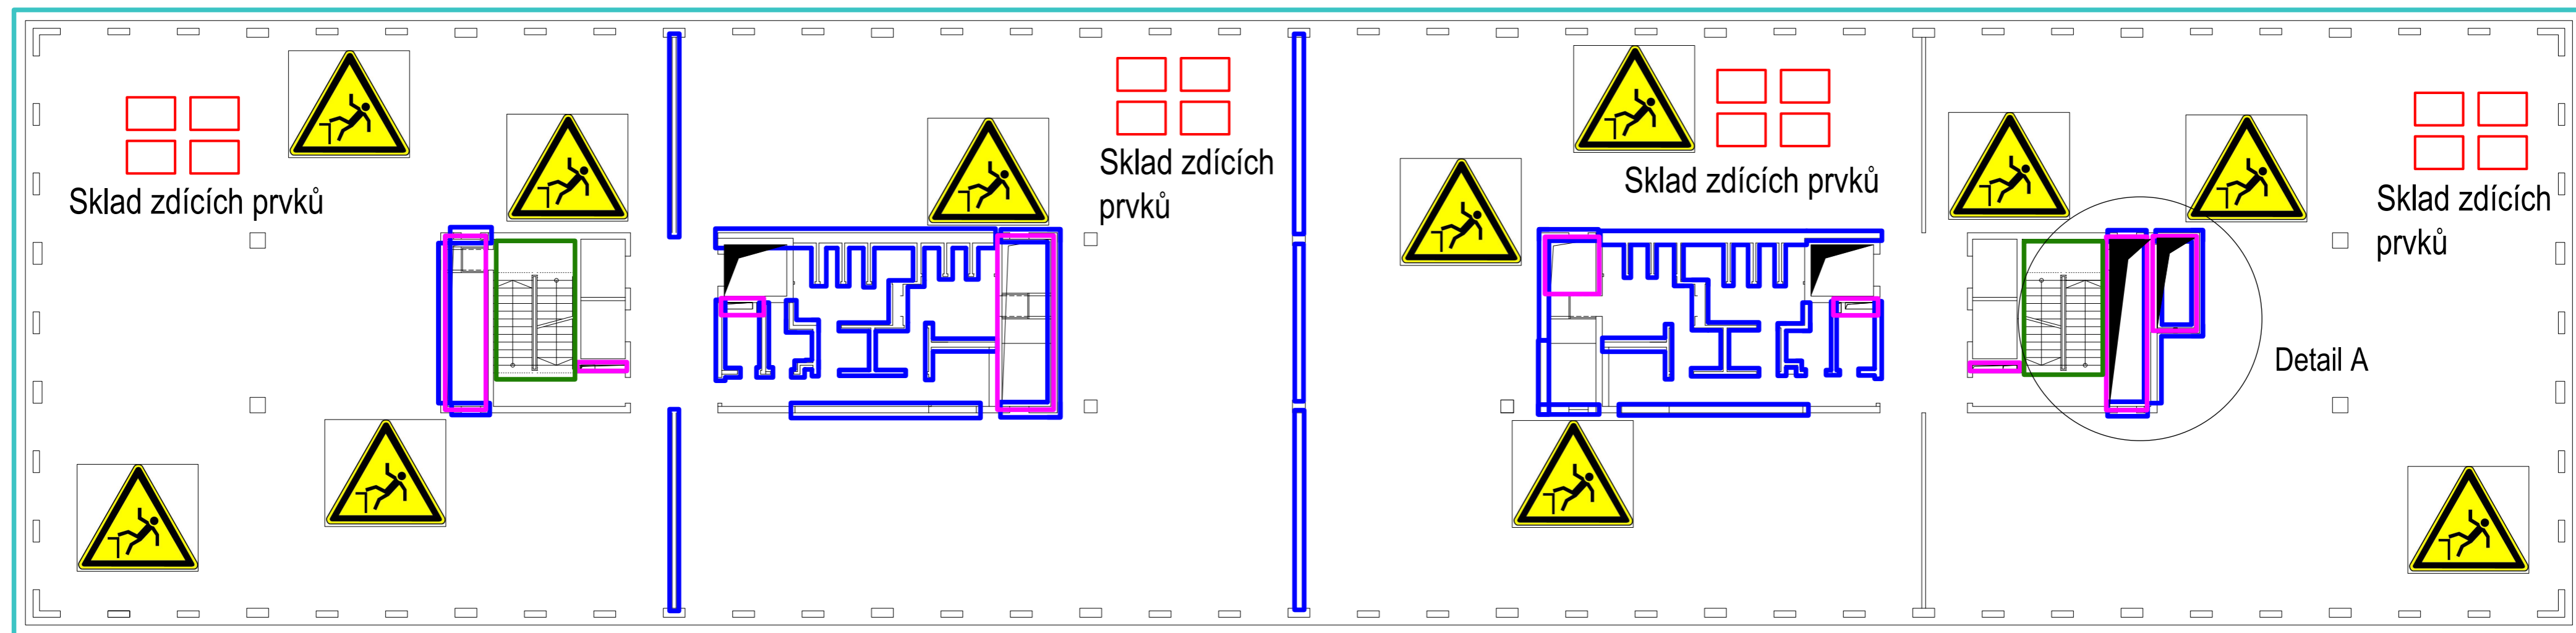 Sklad zdících prvků
Sklad zdících
prvků
Sklad zdících prvků
Sklad zdících
prvků
Detail A